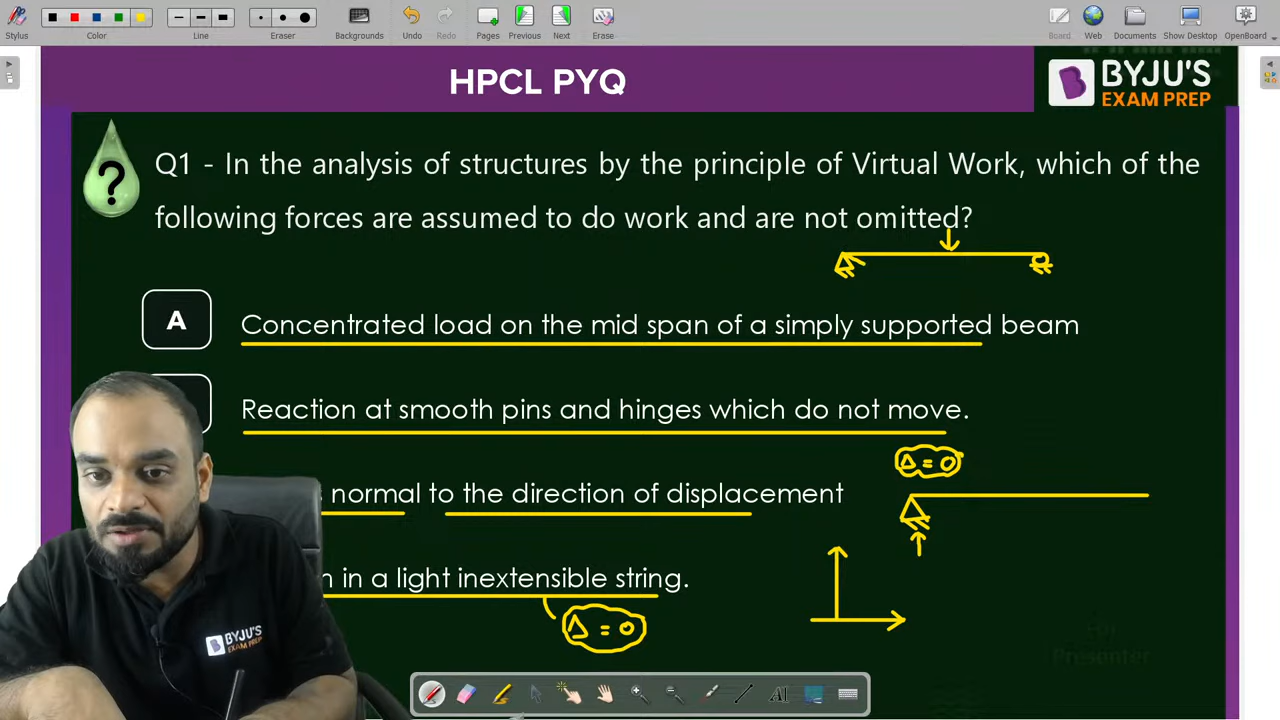 Stylus
Color
Line
Eraser
Backgrounds
Undo
Redo
Pages
Previous
Next
Erase
Board
Web
Documents
Show Desktop
OpenBoard
HPCL PYQ
BYJU'S
EXAM PREP
?
Q1 - In the analysis of structures by the principle of Virtual Work, which of the
following forces are assumed to do work and are not omitted?
A
Concentrated load on the mid span of a simply supported beam
Reaction at smooth pins and hinges which do not move.
Δ = 0
normal to the direction of displacement
in a light inextensible string.
Δ = 0
BYJU'S
EXAM PREP
For
Presenter
AI